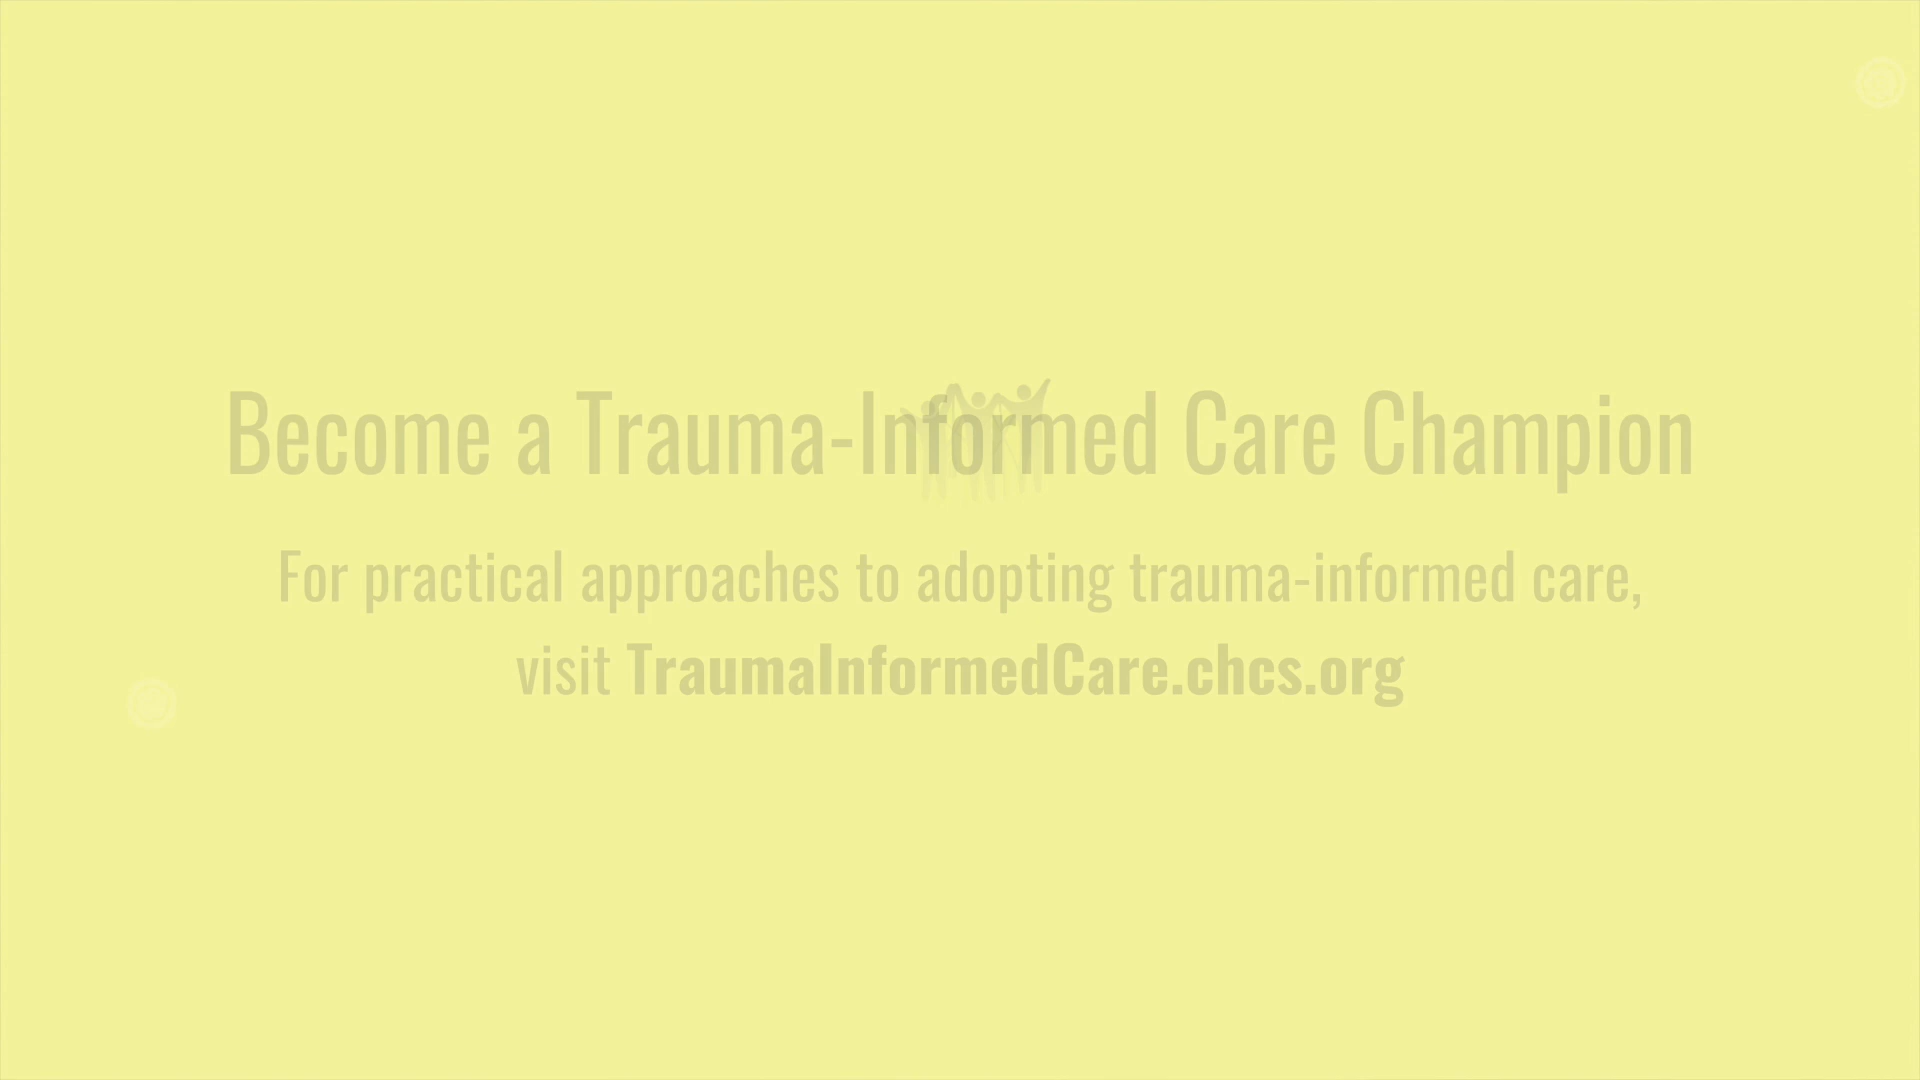 Become a Trauma-Informed Care Champion
For practical approaches to adopting trauma-informed care,
visit TraumaInformedCare.chcs.org